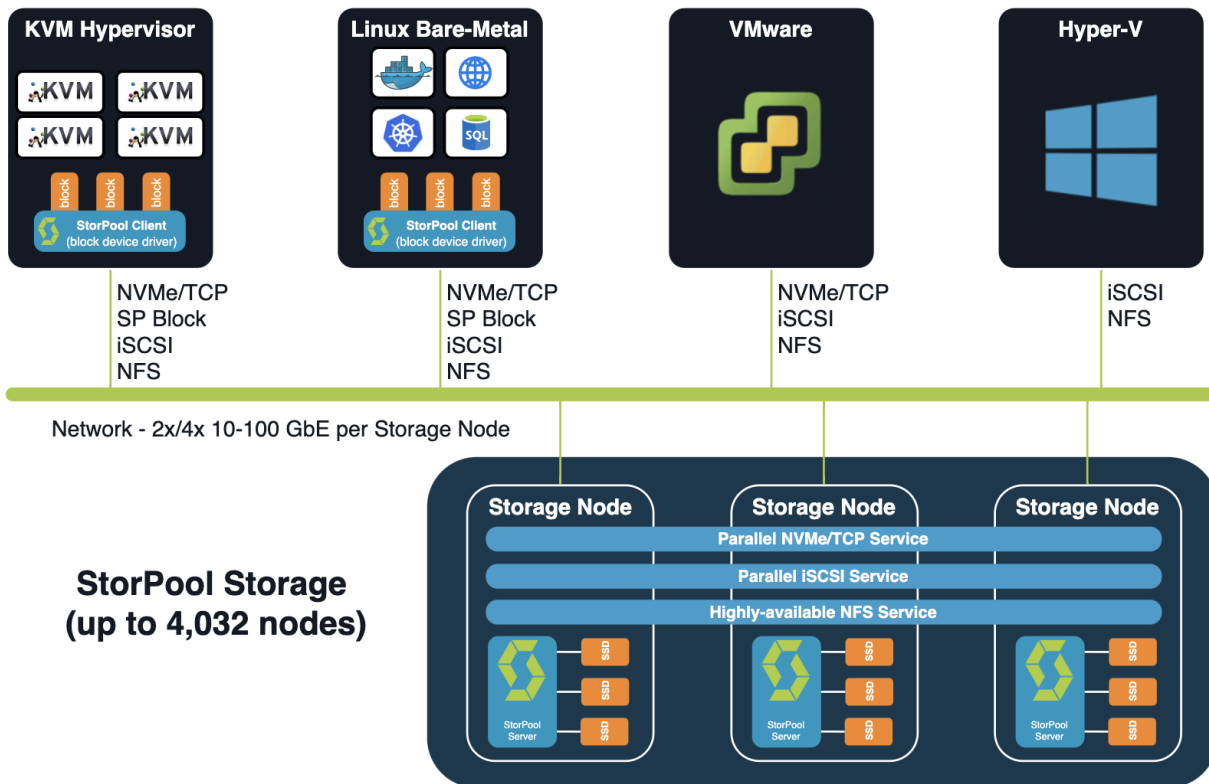 KVM Hypervisor
KVM
KVM
KVM
KVM
block
block
block
StorPool Client
(block device driver)
Linux Bare-Metal
SQL
block
block
block
StorPool Client
(block device driver)
VMware
Hyper-V
NVMe/TCP
SP Block
iSCSI
NFS
NVMe/TCP
SP Block
iSCSI
NFS
NVMe/TCP
iSCSI
NFS
iSCSI
NFS
Network - 2x/4x 10-100 GbE per Storage Node
StorPool Storage
(up to 4,032 nodes)
Storage Node
Storage Node
Storage Node
Parallel NVMe/TCP Service
Parallel iSCSI Service
Highly-available NFS Service
StorPool
Server
SSD
SSD
SSD
StorPool
Server
SSD
SSD
SSD
StorPool
Server
SSD
SSD
SSD